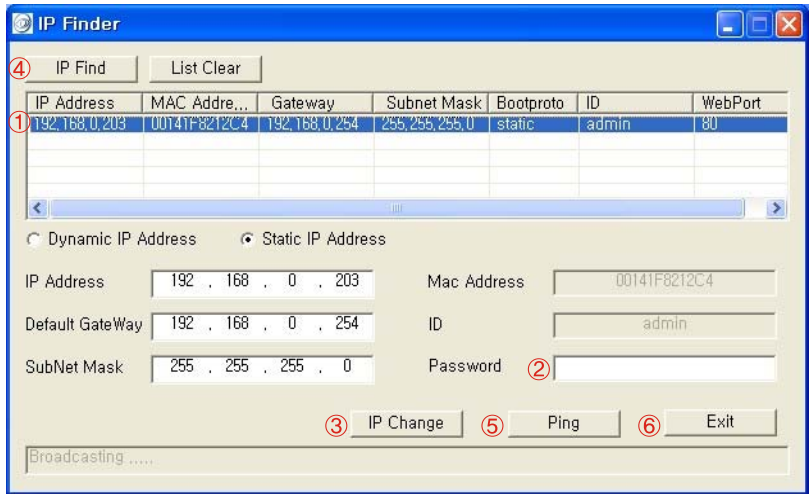 IP Finder
④ IP Find List Clear
IP Address MAC Addre... Gateway Subnet Mask Bootproto ID WebPort
① 192,168,0,203 00141F8212C4 192,168,0,254 255,255,255,0 static admin 80
Dynamic IP Address Static IP Address
IP Address 192 . 168 . 0 . 203 Mac Address 00141F8212C4
Default GateWay 192 . 168 . 0 . 254 ID admin
SubNet Mask 255 . 255 . 255 . 0 Password ②
③ IP Change ⑤ Ping ⑥ Exit
Broadcasting .....